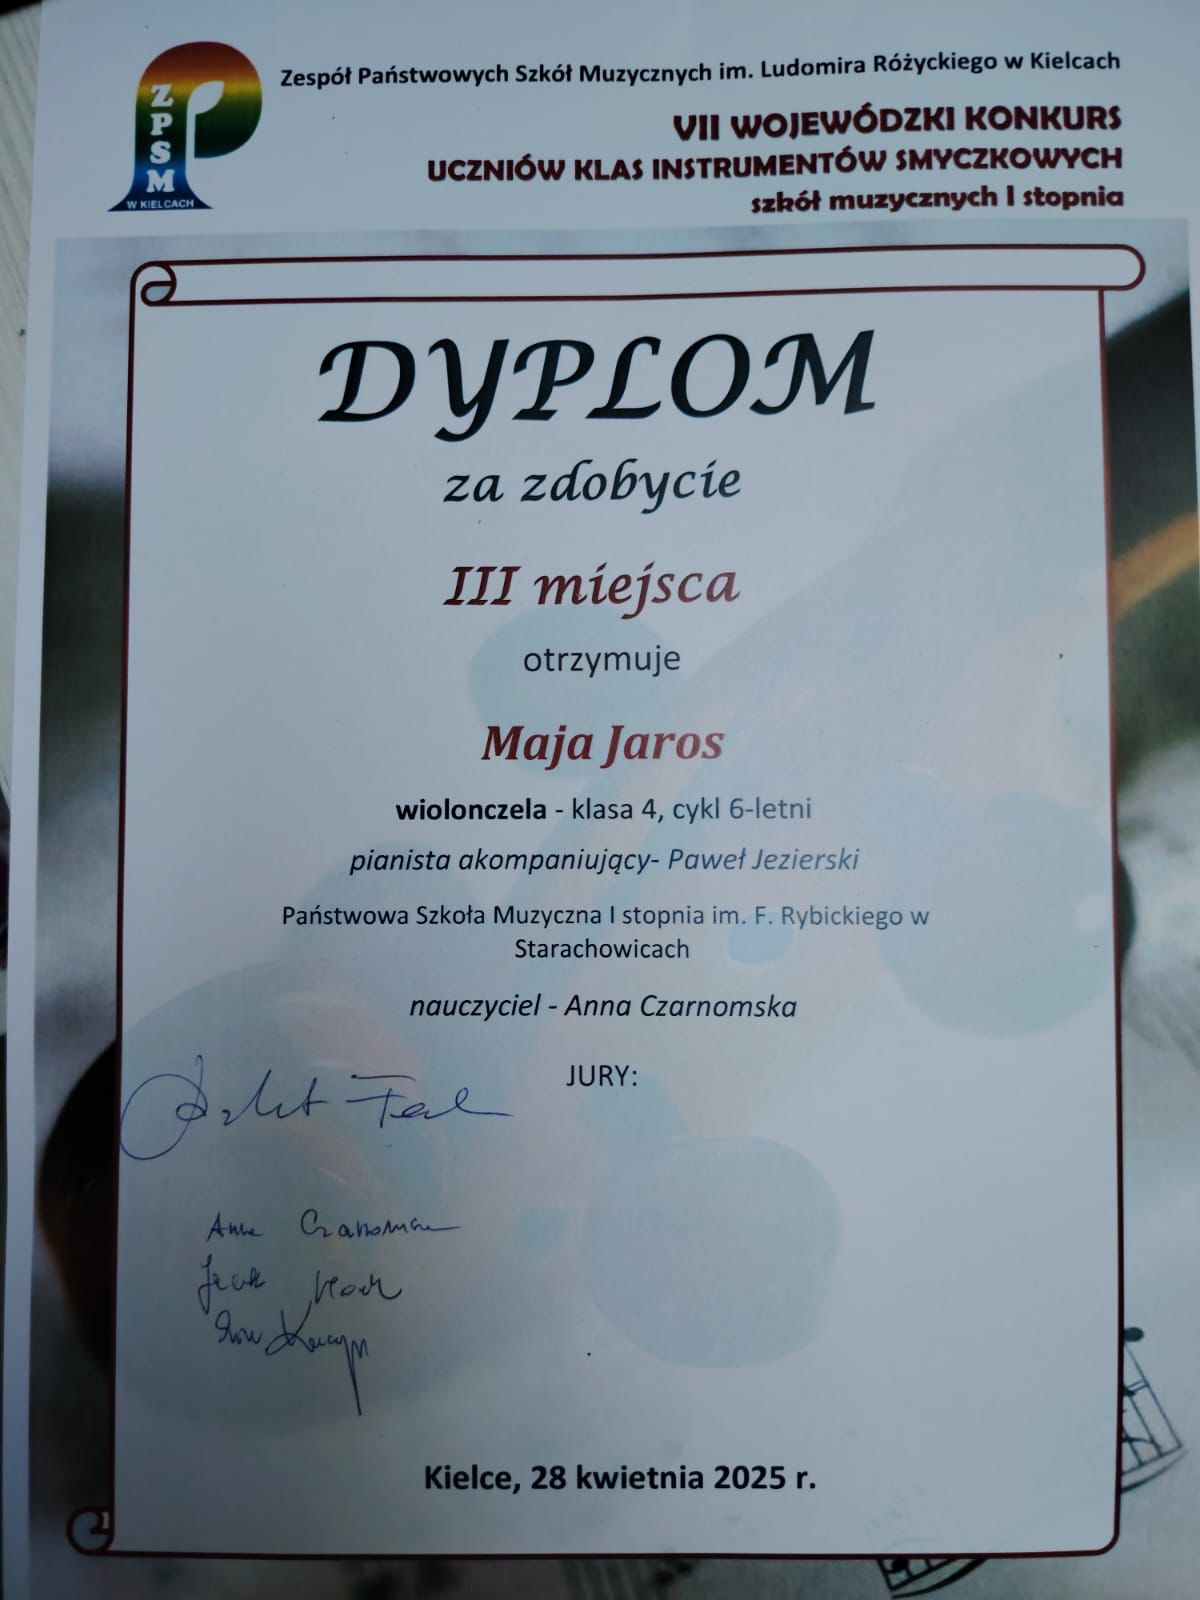 ZPSM
W KIELCACH
Zespół Państwowych Szkół Muzycznych im. Ludomira Różyckiego w Kielcach
VII WOJEWÓDZKI KONKURS
UCZNIÓW KLAS INSTRUMENTÓW SMYCZKOWYCH
szkół muzycznych I stopnia
DYPLOM
za zdobycie
III miejsca
otrzymuje
Maja Jaros
wiolonczela - klasa 4, cykl 6-letni
pianista akompaniujący- Paweł Jezierski
Państwowa Szkoła Muzyczna I stopnia im. F. Rybickiego w
Starachowicach
nauczyciel - Anna Czarnomska
JURY:
Kielce, 28 kwietnia 2025 r.